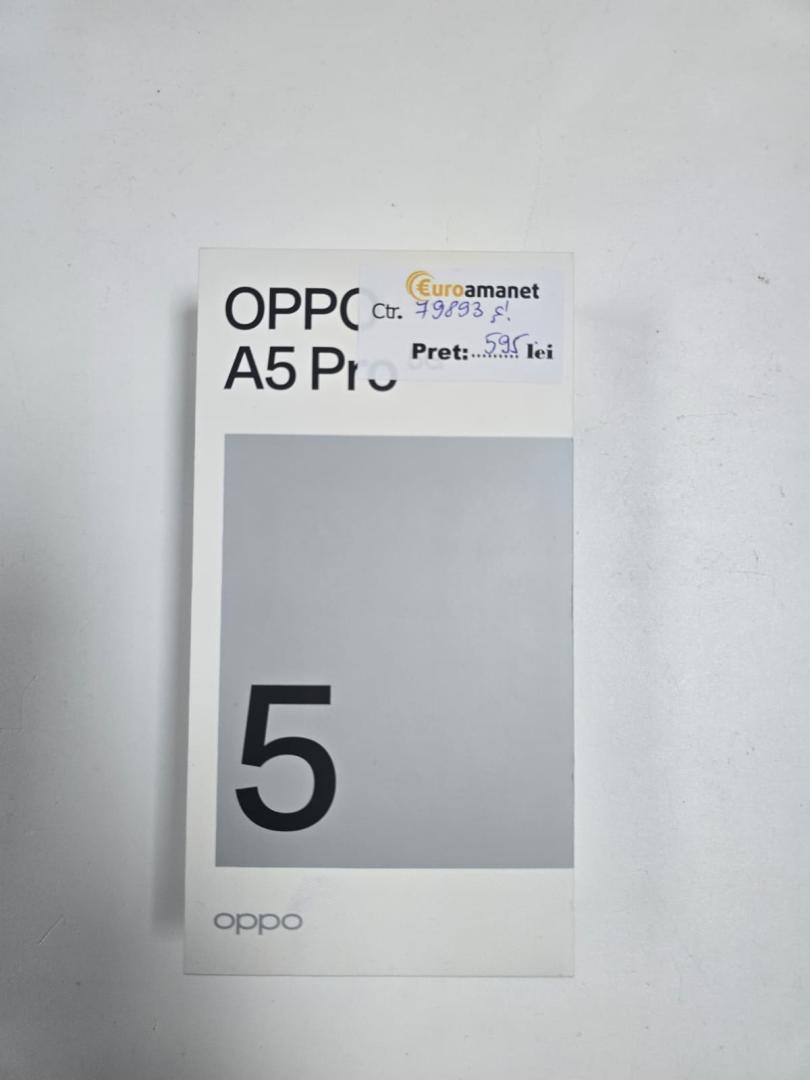 OPPO
A5 Pro
€uroamanet
Ctr. 79893
Pret:.........595 lei
5
oppo